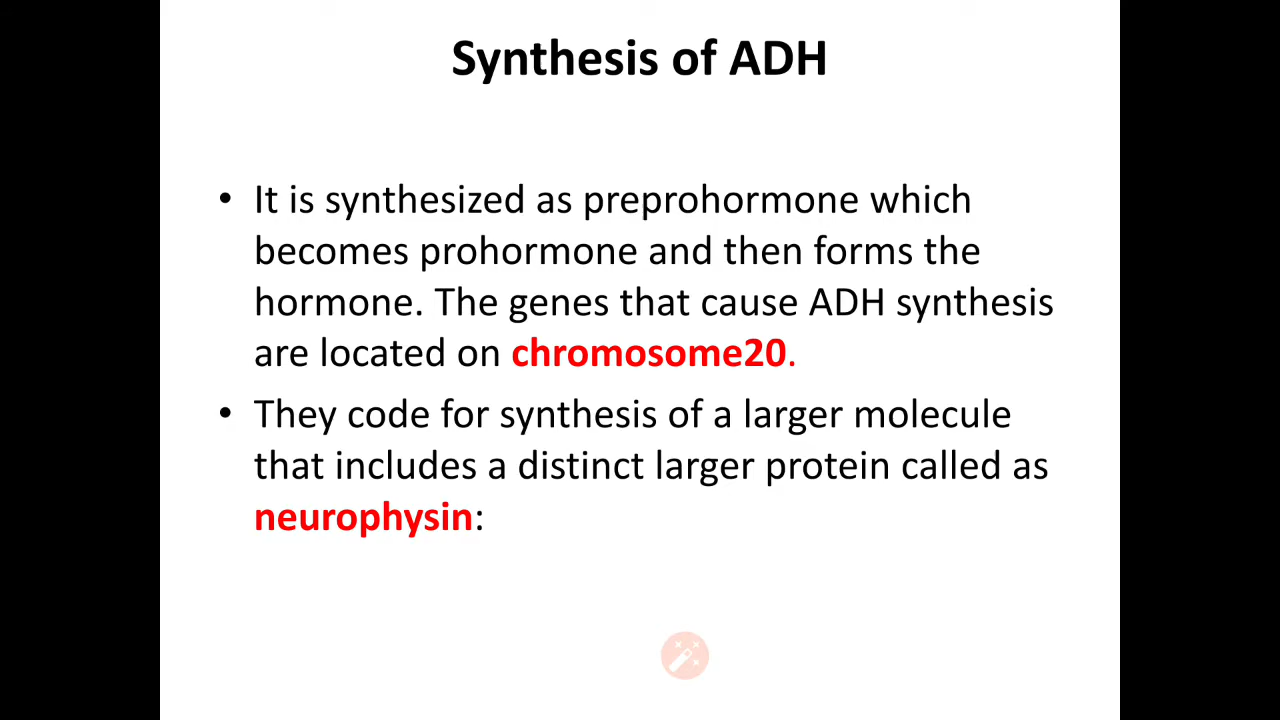 Synthesis of ADH
• It is synthesized as preprohormone which
becomes prohormone and then forms the
hormone. The genes that cause ADH synthesis
are located on chromosome20.
• They code for synthesis of a larger molecule
that includes a distinct larger protein called as
neurophysin: